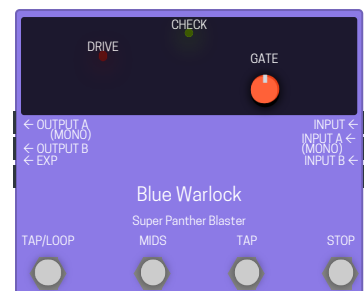 CHECK
DRIVE
GATE
← OUTPUT A
(MONO)
← OUTPUT B
← EXP
INPUT ←
INPUT A ←
(MONO)
INPUT B ←
Blue Warlock
Super Panther Blaster
TAP/LOOP MIDS TAP STOP